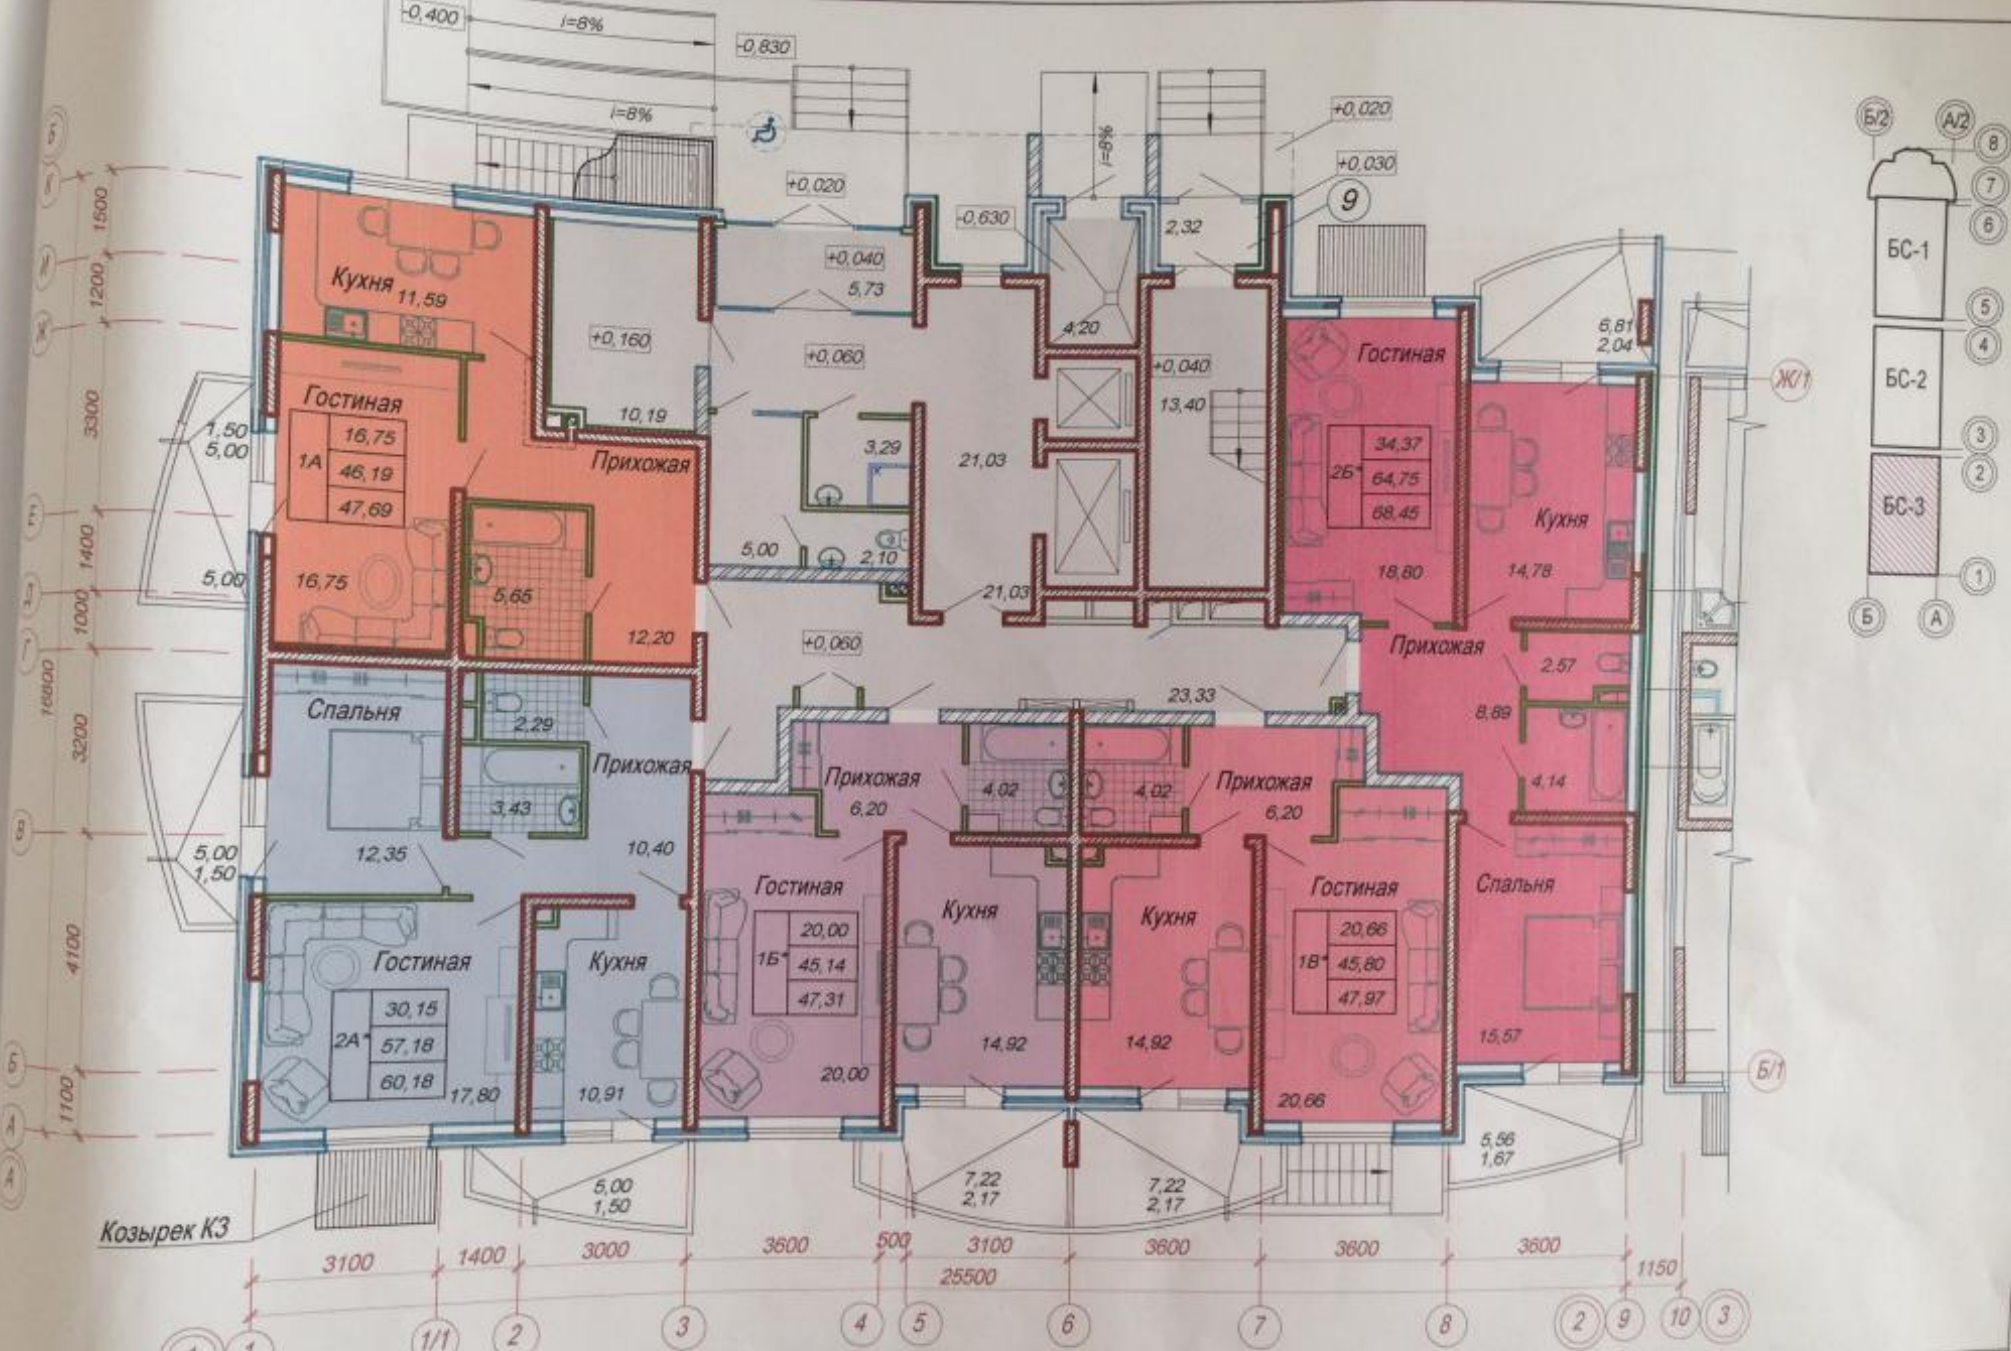 -0,400
i=8%
-0,830
i=8%
i=8%
+0,020
+0,030
9
+0,020
-0,630
2,32
+0,040
5,73
4,20
+0,160
+0,060
+0,040
10,19
13,40
3,29
21,03
5,00
2,10
21,03
+0,060
23,33
Кухня
11,59
Гостиная
1А
16,75
46,19
47,69
16,75
Прихожая
5,65
12,20
1,50
5,00
5,00
Спальня
12,35
2,29
Прихожая
3,43
10,40
5,00
1,50
Гостиная
2А*
30,15
57,18
60,18
17,80
Кухня
10,91
5,00
1,50
Прихожая
6,20
4,02
Гостиная
1Б*
20,00
45,14
47,31
20,00
Кухня
14,92
7,22
2,17
4,02
Прихожая
6,20
Кухня
14,92
7,22
2,17
Гостиная
1В*
20,66
45,80
47,97
20,66
Гостиная
2Б*
34,37
64,75
68,45
18,80
Кухня
14,78
6,81
2,04
Прихожая
8,89
2,57
4,14
Спальня
15,57
5,56
1,67
Козырек К3
Б
К
И
Ж
Е
Г
В
Б
А
А
1500
1200
3300
1400
1000
3200
4100
1100
16800
3100
1400
3000
3600
500
3100
3600
3600
3600
1150
25500
1
1/1
2
3
4
5
6
7
8
2
9
10
3
Ж/1
Б/1
Б/2
А/2
8
7
6
БС-1
5
4
БС-2
3
2
БС-3
1
Б
А